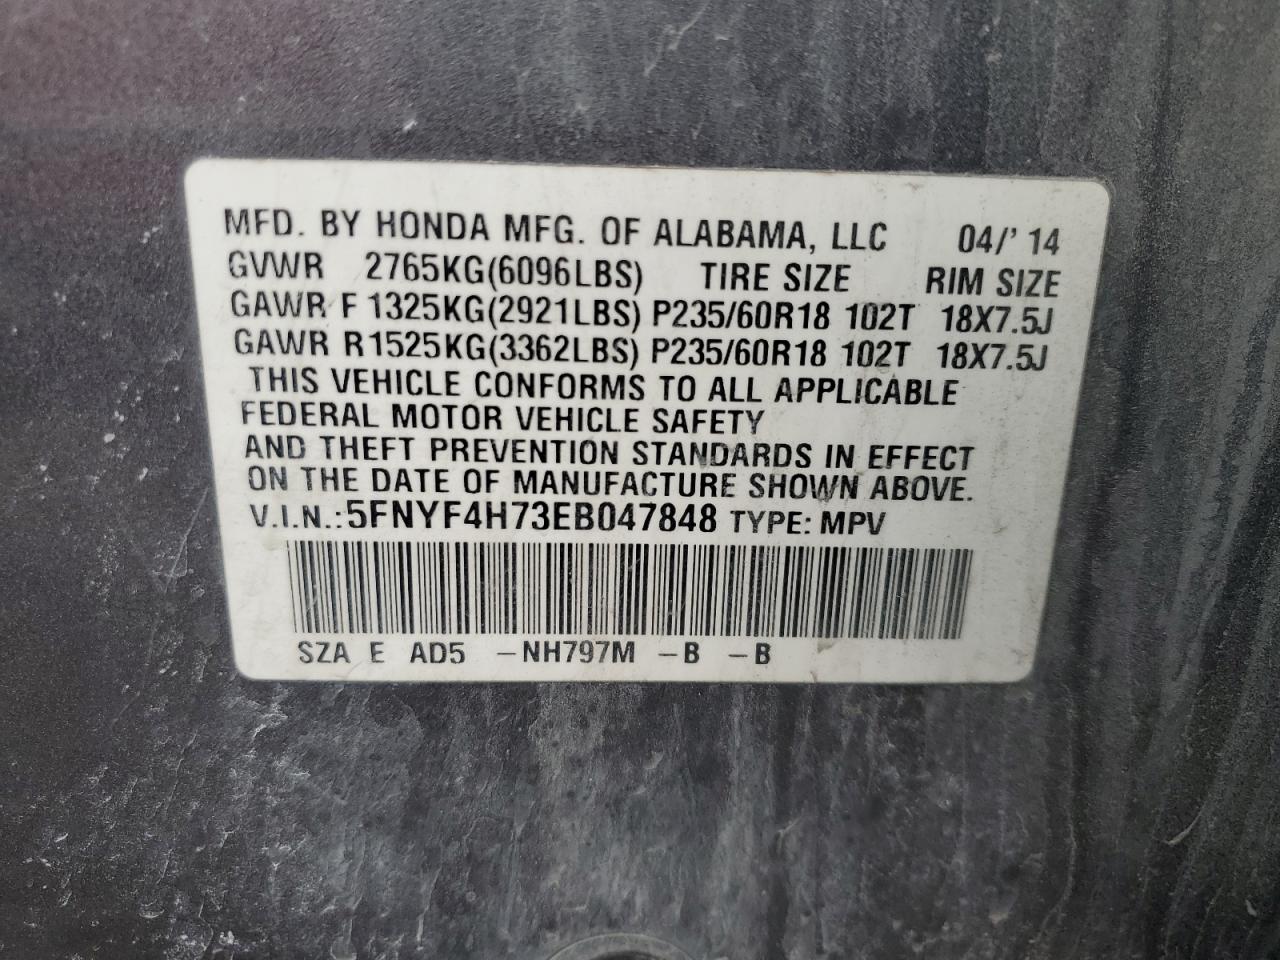 MFD. BY HONDA MFG. OF ALABAMA, LLC 04/'14
GVWR 2765KG(6096LBS) TIRE SIZE RIM SIZE
GAWR F 1325KG(2921LBS) P235/60R18 102T 18X7.5J
GAWR R1525KG(3362LBS) P235/60R18 102T 18X7.5J
THIS VEHICLE CONFORMS TO ALL APPLICABLE
FEDERAL MOTOR VEHICLE SAFETY
AND THEFT PREVENTION STANDARDS IN EFFECT
ON THE DATE OF MANUFACTURE SHOWN ABOVE.
V.I.N.:5FNYF4H73EB047848 TYPE: MPV
SZA E AD5 -NH797M -B -B